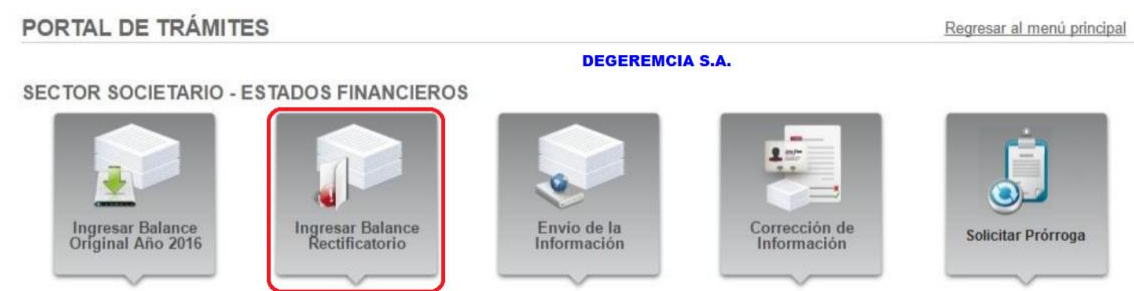 PORTAL DE TRÁMITES
Regresar al menú principal
DEGEREMCIA S.A.
SECTOR SOCIETARIO - ESTADOS FINANCIEROS
Ingresar Balance
Original Año 2016
Ingresar Balance
Rectificatorio
Envío de la
Información
Corrección de
Información
Solicitar Prórroga